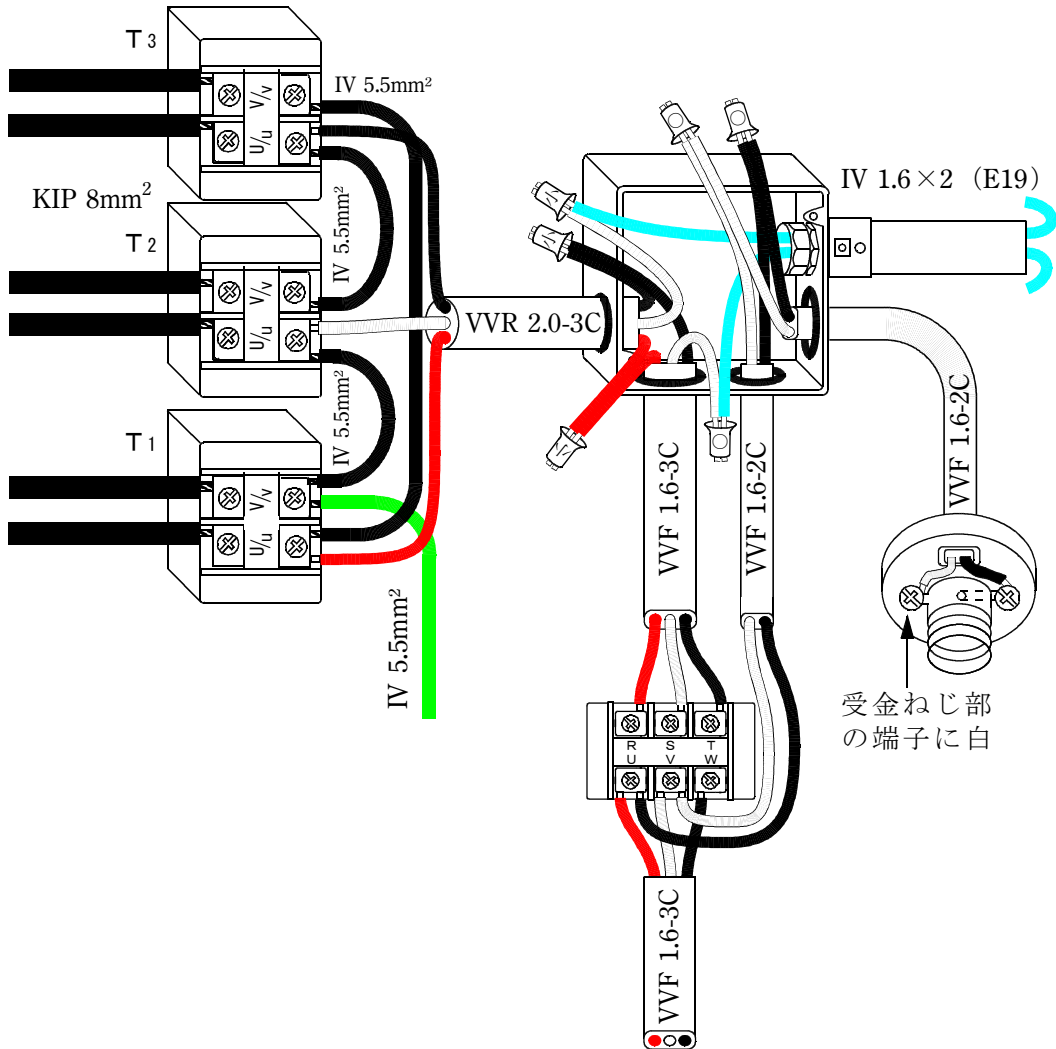 T3
V/v
U/u
IV 5.5mm²
KIP 8mm²
IV 5.5mm²
T2
V/v
U/u
IV 5.5mm²
T1
V/v
U/u
IV 5.5mm²
VVR 2.0-3C
IV 1.6×2 (E19)
VVF 1.6-3C
VVF 1.6-2C
VVF 1.6-2C
受金ねじ部
の端子に白
R S T
U V W
VVF 1.6-3C